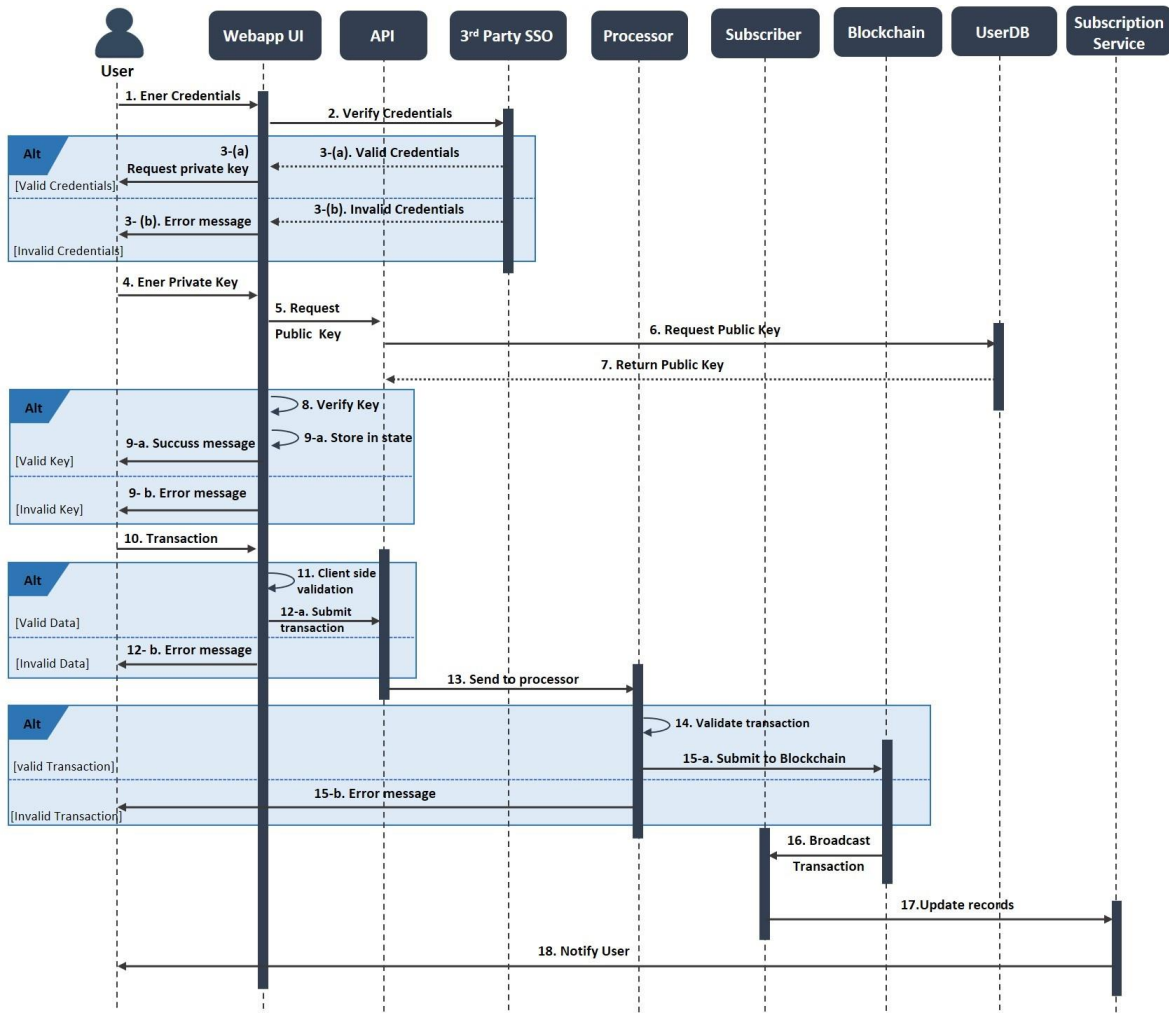 User
Webapp UI
API
3rd Party SSO
Processor
Subscriber
Blockchain
UserDB
Subscription
Service
1. Ener Credentials
2. Verify Credentials
Alt
3-(a)
Request private key
3-(a). Valid Credentials
[Valid Credentials]
3-(b). Invalid Credentials
3- (b). Error message
[Invalid Credentials]
4. Ener Private Key
5. Request
Public Key
6. Request Public Key
7. Return Public Key
Alt
8. Verify Key
9-a. Succuss message
9-a. Store in state
[Valid Key]
9- b. Error message
[Invalid Key]
10. Transaction
Alt
11. Client side
validation
12-a. Submit
transaction
[Valid Data]
12- b. Error message
[Invalid Data]
13. Send to processor
Alt
14. Validate transaction
15-a. Submit to Blockchain
[valid Transaction]
15-b. Error message
[Invalid Transaction]
16. Broadcast
Transaction
17.Update records
18. Notify User